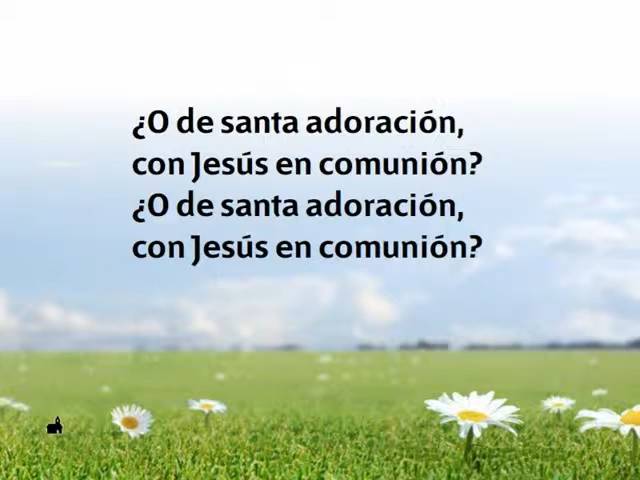 ¿O de santa adoración,
con Jesús en comunión?
¿O de santa adoración,
con Jesús en comunión?